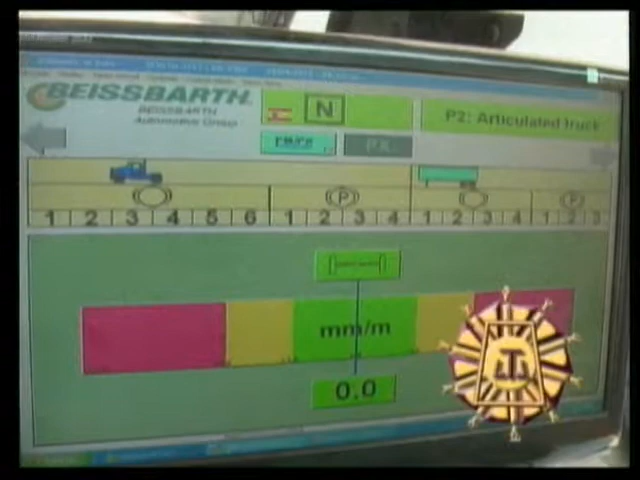 BEISSBARTH
BEISSBARTH
Automotive Group
N
P2: Articulated truck
P
P
1 2 3 4 5 6 1 2 3 4 1 2 3 4 1 2 3
mm/m
0.0